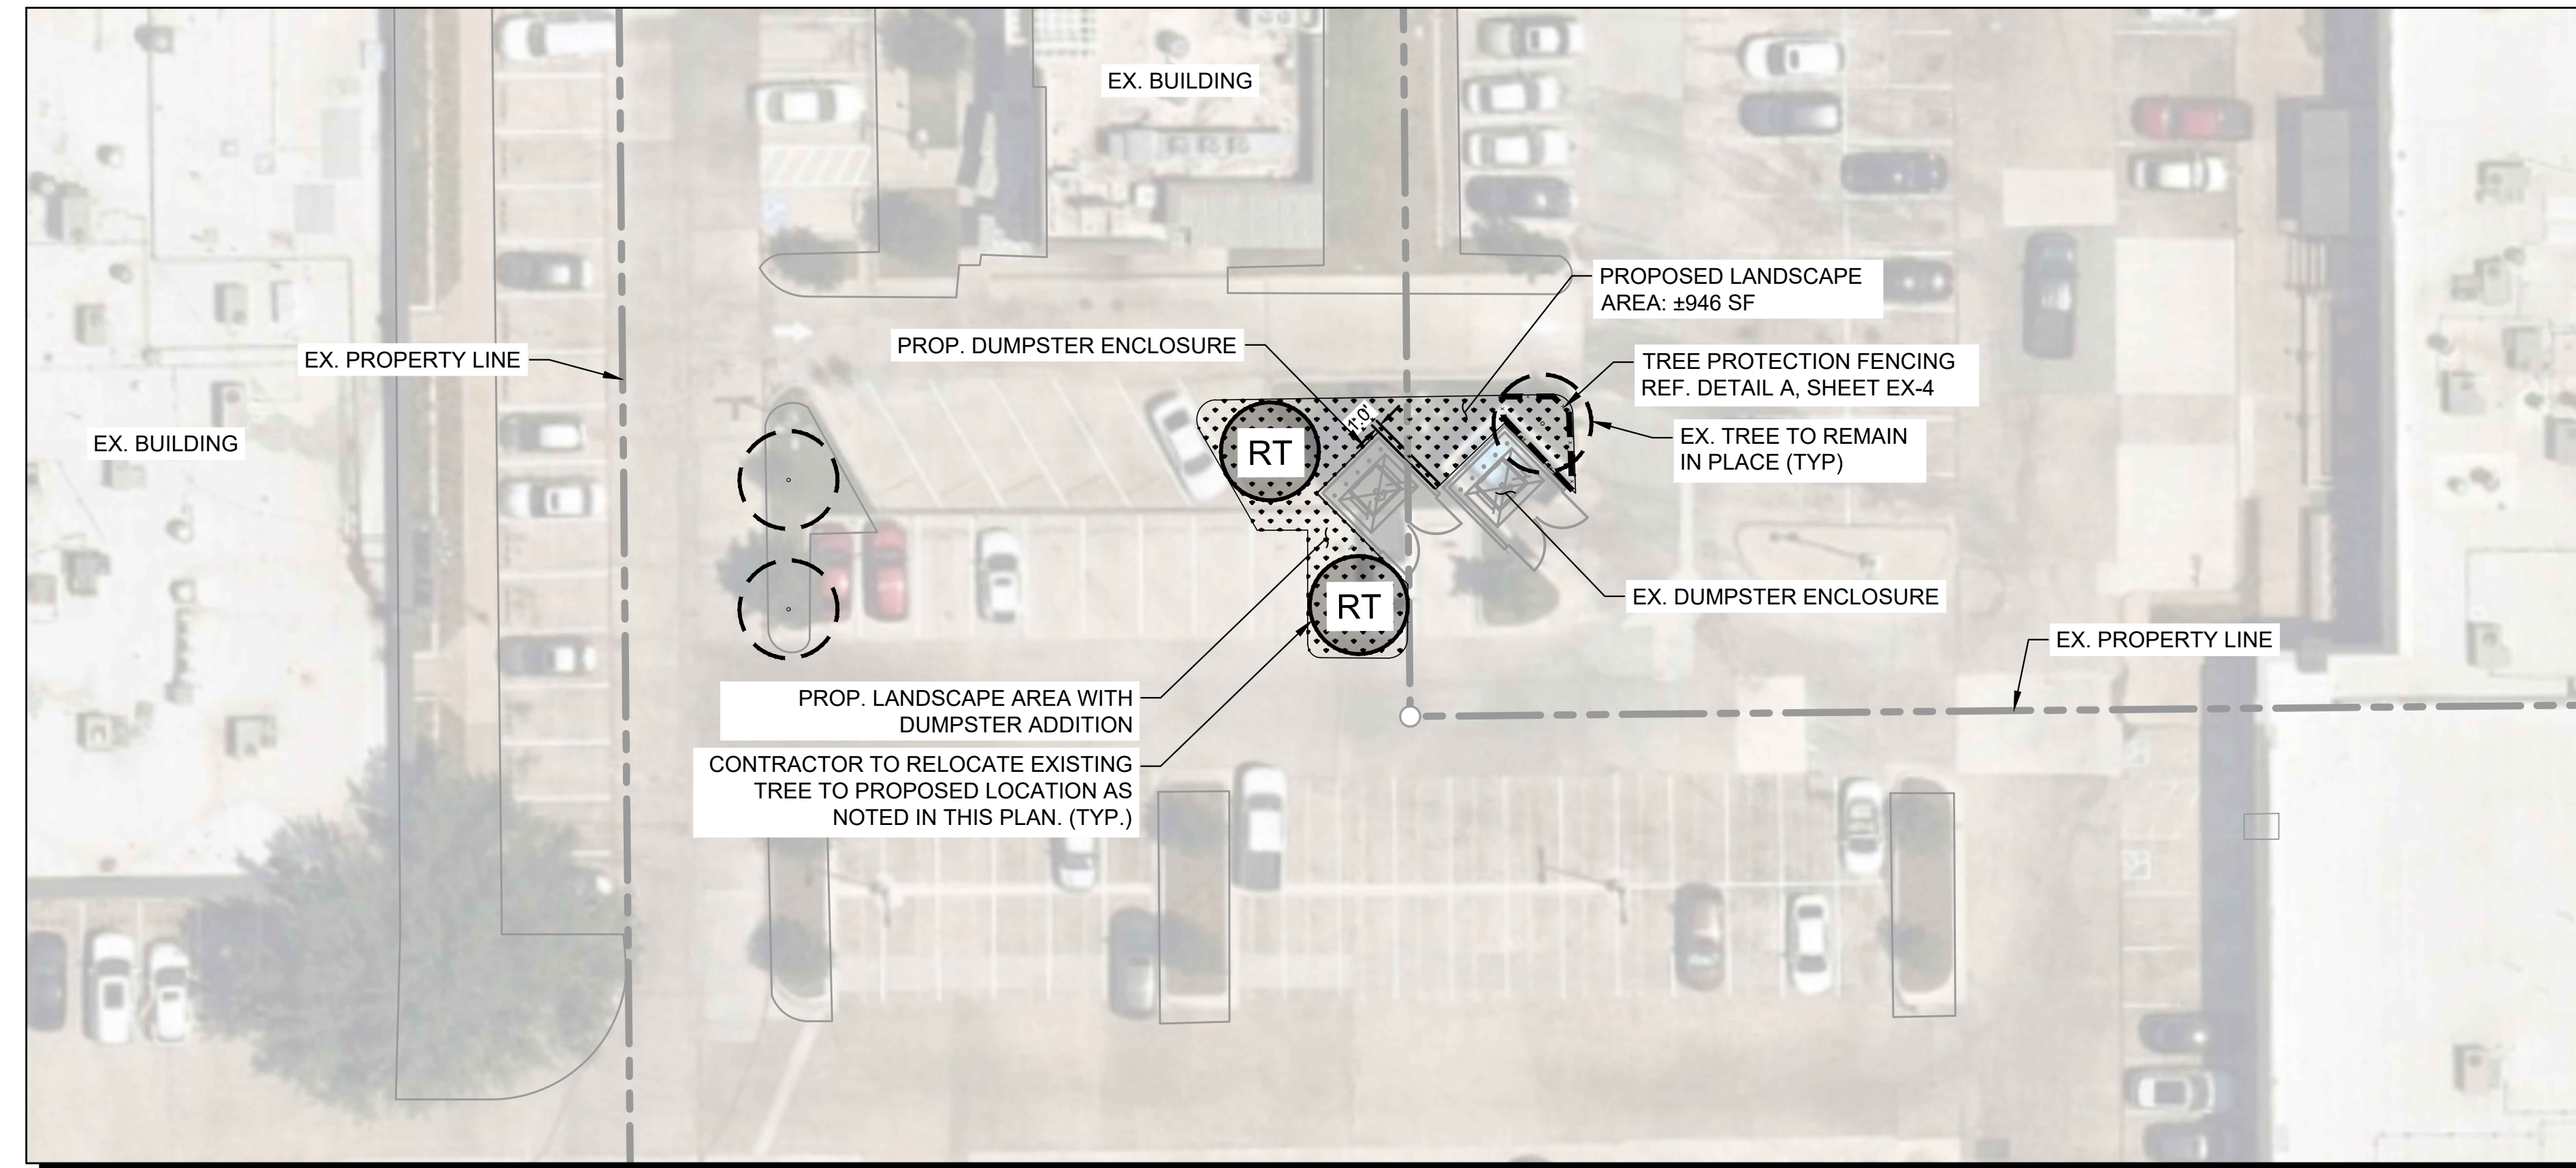 EX. BUILDING
PROPOSED LANDSCAPE
AREA: ±946 SF
PROP. DUMPSTER ENCLOSURE
EX. PROPERTY LINE
TREE PROTECTION FENCING
REF. DETAIL A, SHEET EX-4
1.0'
EX. BUILDING
RT
EX. TREE TO REMAIN
IN PLACE (TYP)
RT
EX. DUMPSTER ENCLOSURE
EX. PROPERTY LINE
PROP. LANDSCAPE AREA WITH
DUMPSTER ADDITION
CONTRACTOR TO RELOCATE EXISTING
TREE TO PROPOSED LOCATION AS
NOTED IN THIS PLAN. (TYP.)